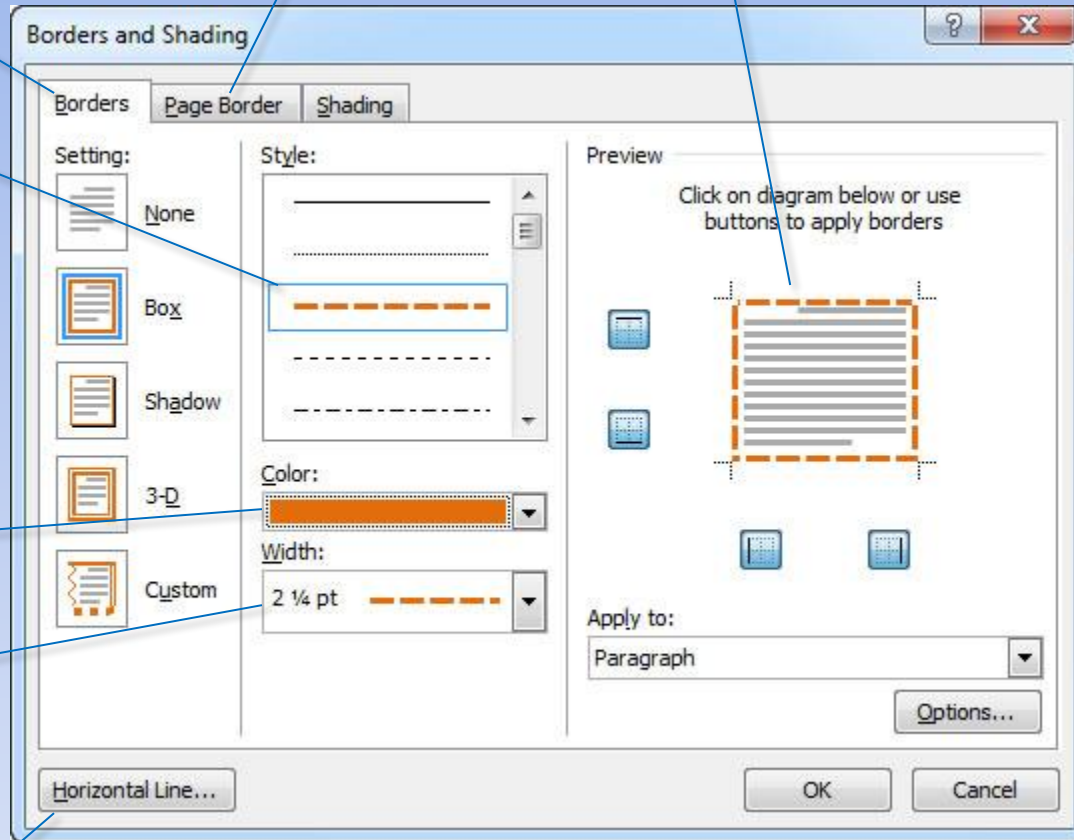 Borders and Shading
Borders
Page Border
Shading
Setting:
None
Box
Shadow
3-D
Custom
Style:
Color:
Width:
2 ¼ pt
Preview
Click on diagram below or use
buttons to apply borders
Apply to:
Paragraph
Options...
Horizontal Line...
OK
Cancel